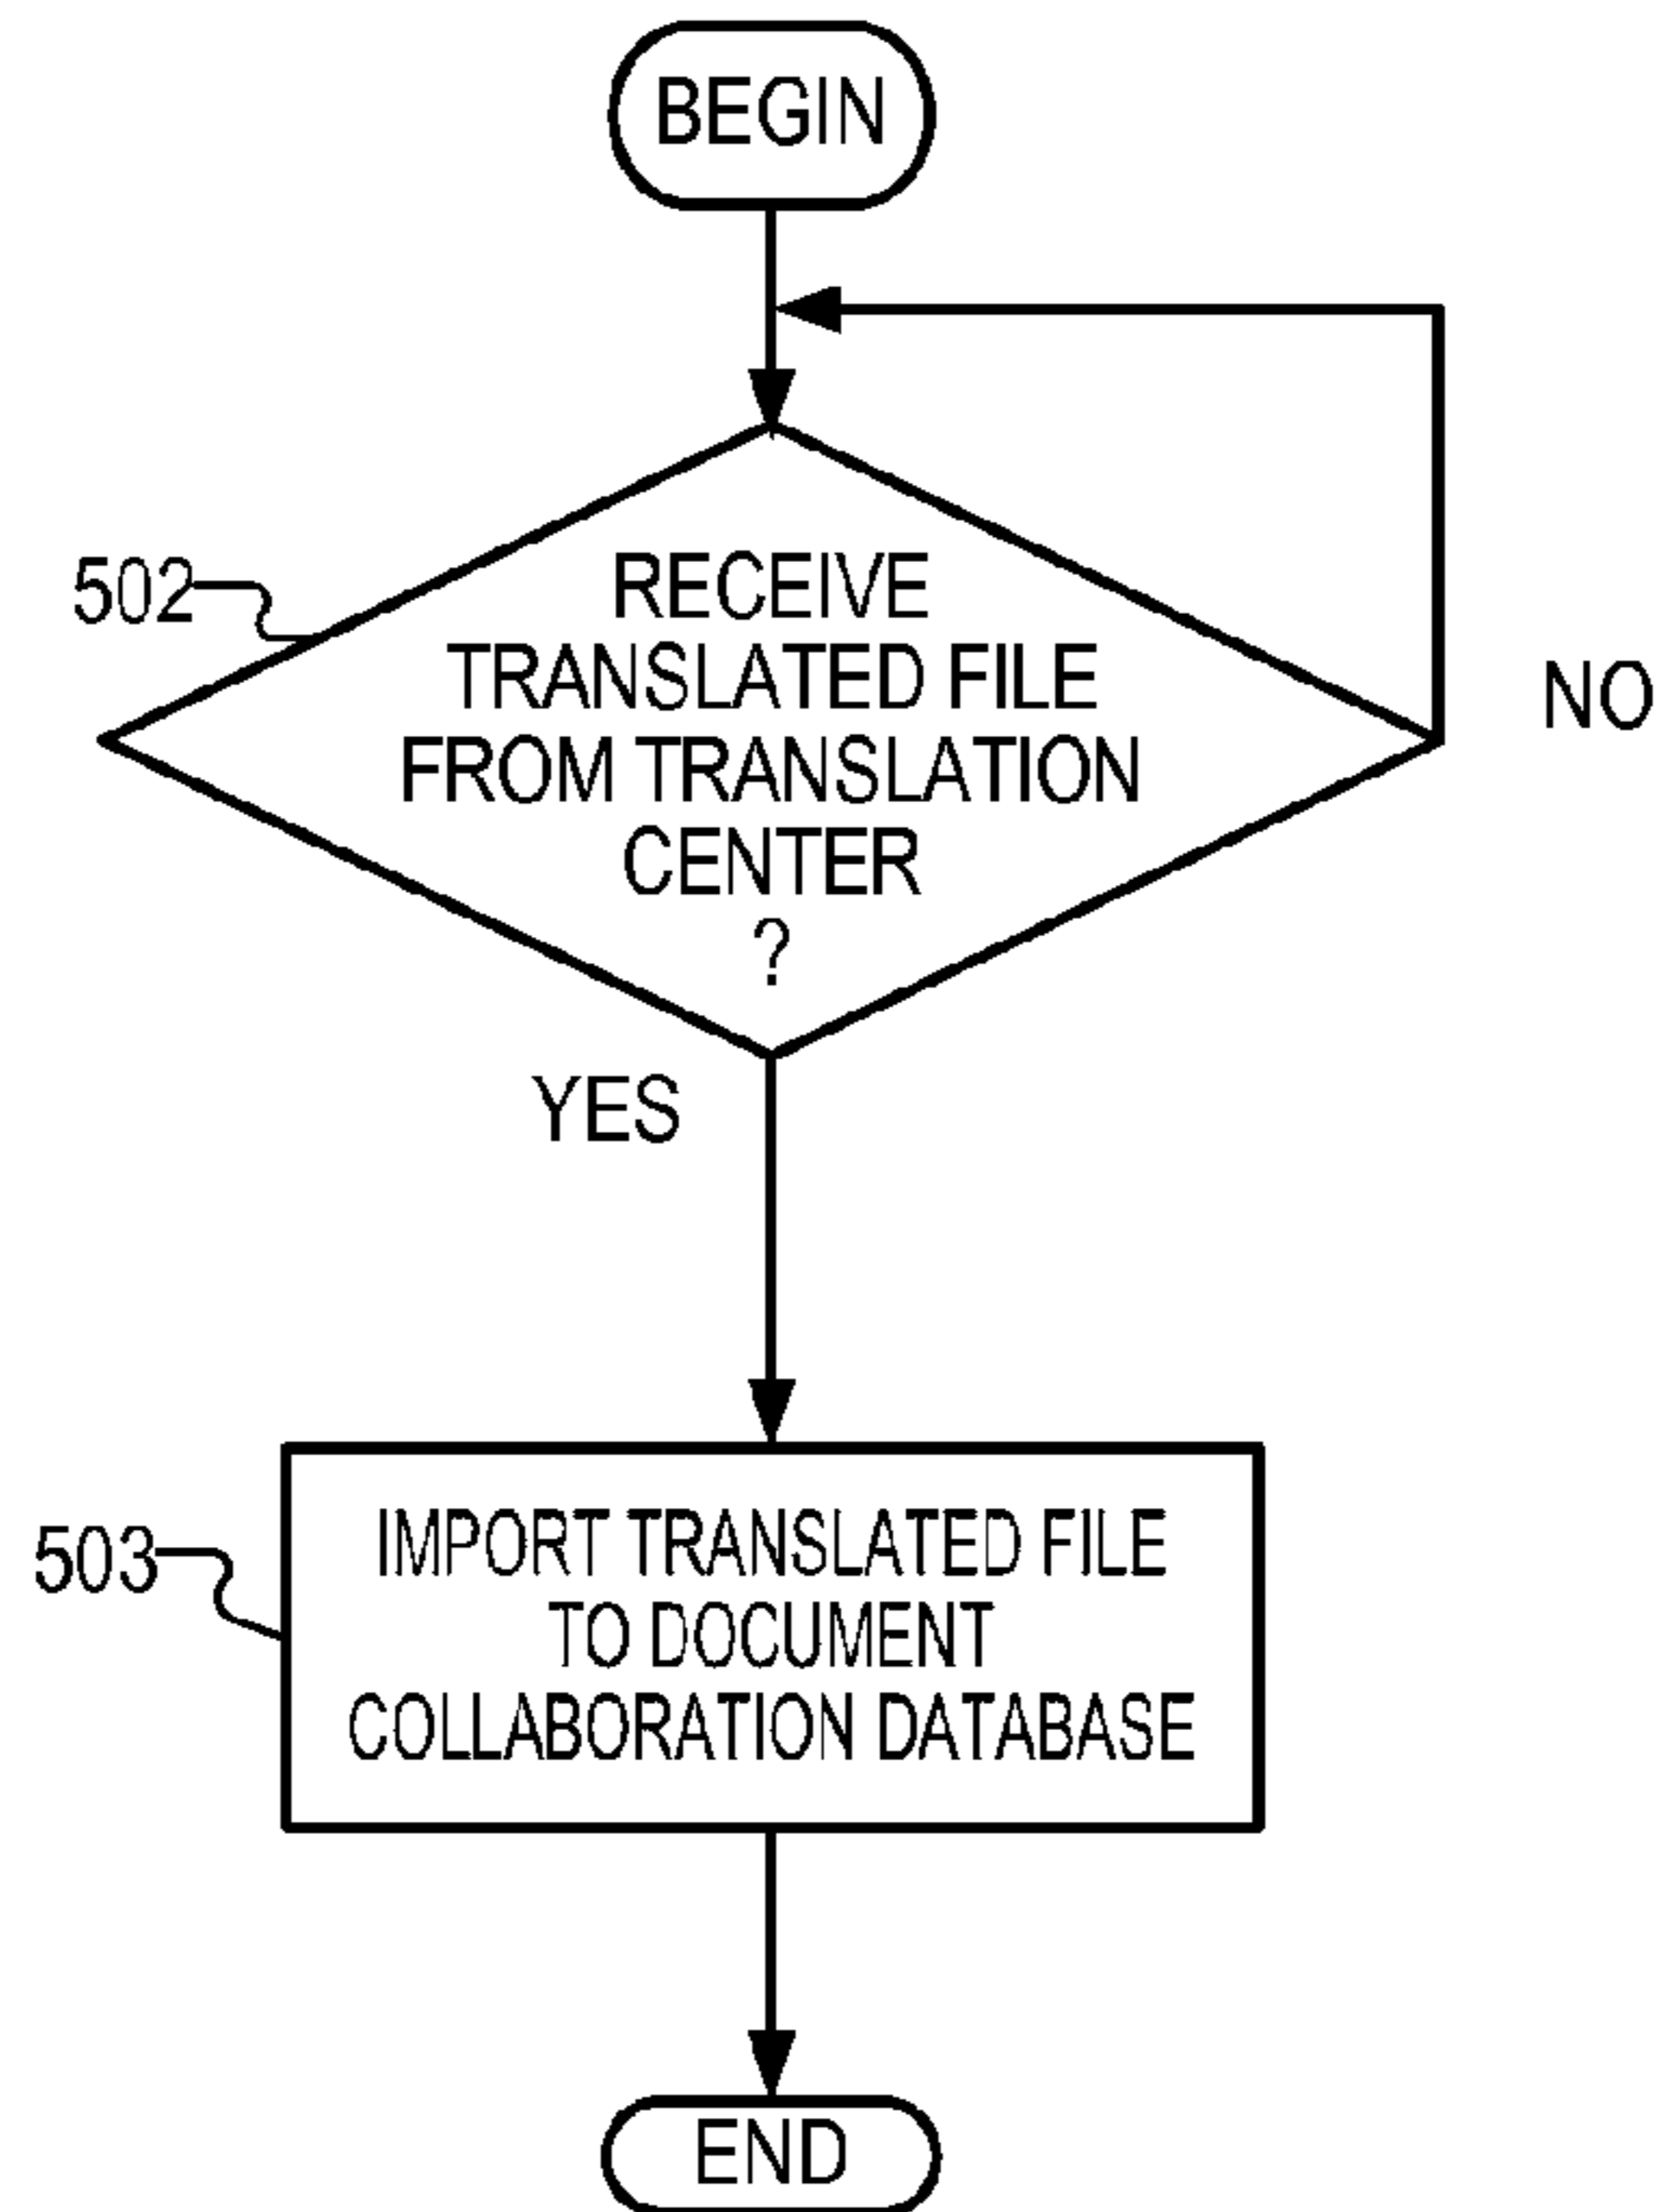 BEGIN
502
RECEIVE
TRANSLATED FILE
FROM TRANSLATION
CENTER
?
NO
YES
503
IMPORT TRANSLATED FILE
TO DOCUMENT
COLLABORATION DATABASE
END